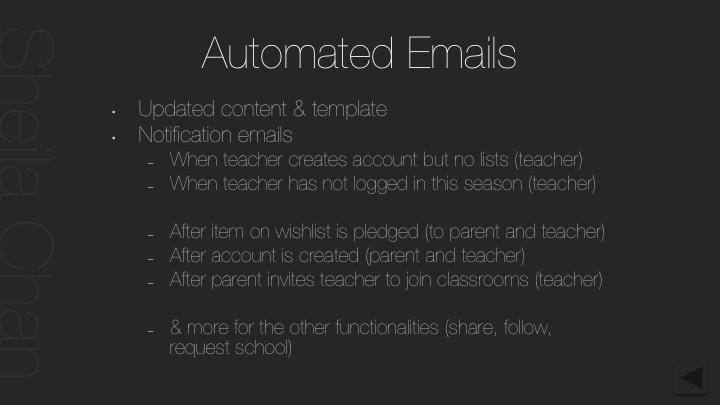 Sheila Chan
Automated Emails
• Updated content & template
• Notification emails
– When teacher creates account but no lists (teacher)
– When teacher has not logged in this season (teacher)
– After item on wishlist is pledged (to parent and teacher)
– After account is created (parent and teacher)
– After parent invites teacher to join classrooms (teacher)
– & more for the other functionalities (share, follow,
request school)